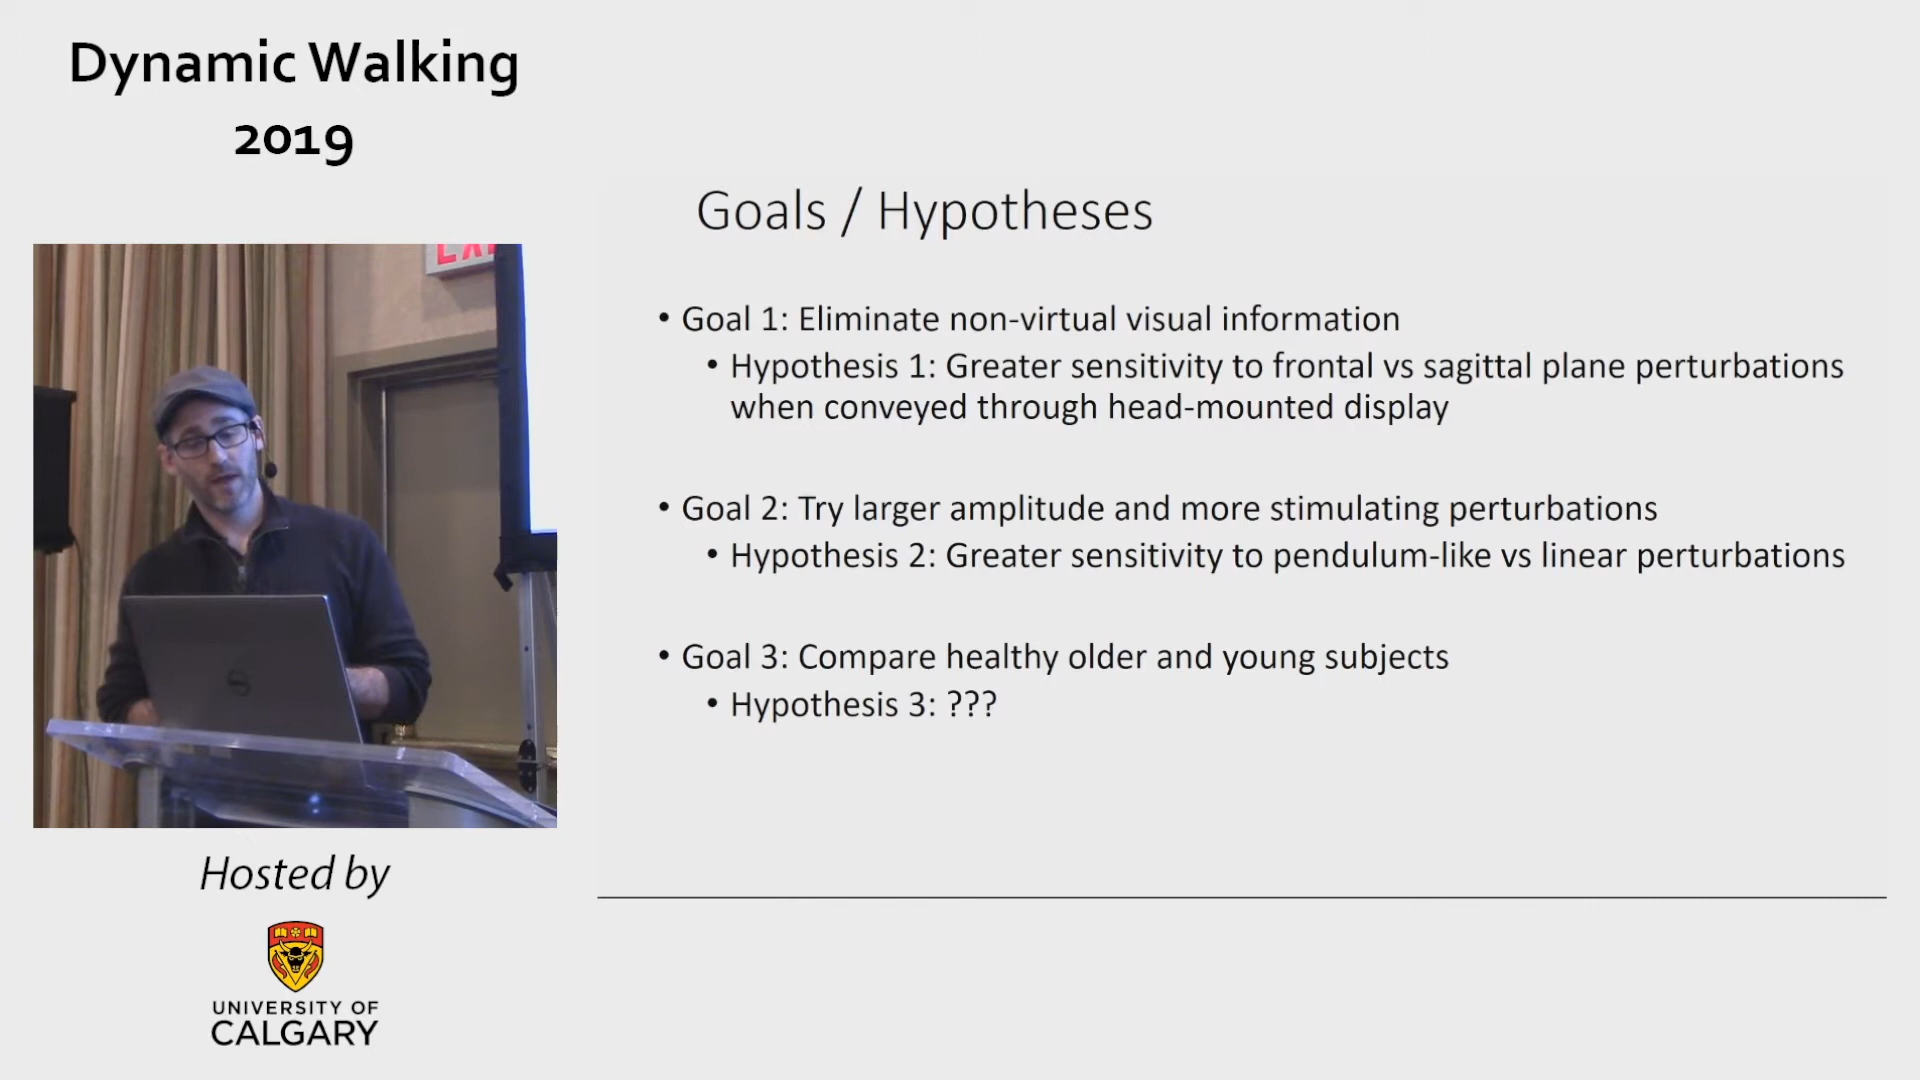 Dynamic Walking
2019
Goals / Hypotheses
• Goal 1: Eliminate non-virtual visual information
• Hypothesis 1: Greater sensitivity to frontal vs sagittal plane perturbations
when conveyed through head-mounted display
• Goal 2: Try larger amplitude and more stimulating perturbations
• Hypothesis 2: Greater sensitivity to pendulum-like vs linear perturbations
• Goal 3: Compare healthy older and young subjects
• Hypothesis 3: ???
EXI
DELL
Hosted by
UNIVERSITY OF
CALGARY